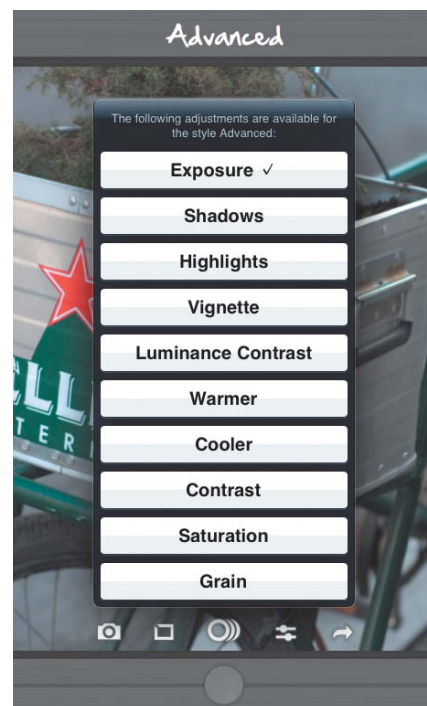 Advanced
The following adjustments are available for
the style Advanced:
Exposure ✓
Shadows
Highlights
Vignette
Luminance Contrast
Warmer
Cooler
Contrast
Saturation
Grain